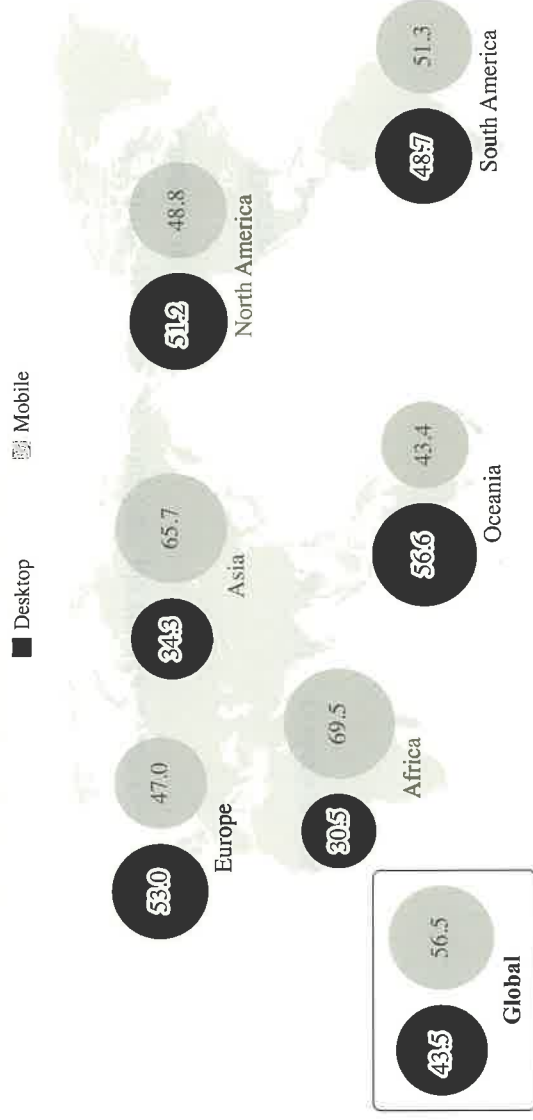 Desktop Mobile
53.0 47.0
Europe
34.3 65.7
Asia
51.2 48.8
North America
30.5 69.5
Africa
56.6 43.4
Oceania
48.7 51.3
South America
43.5 56.5
Global